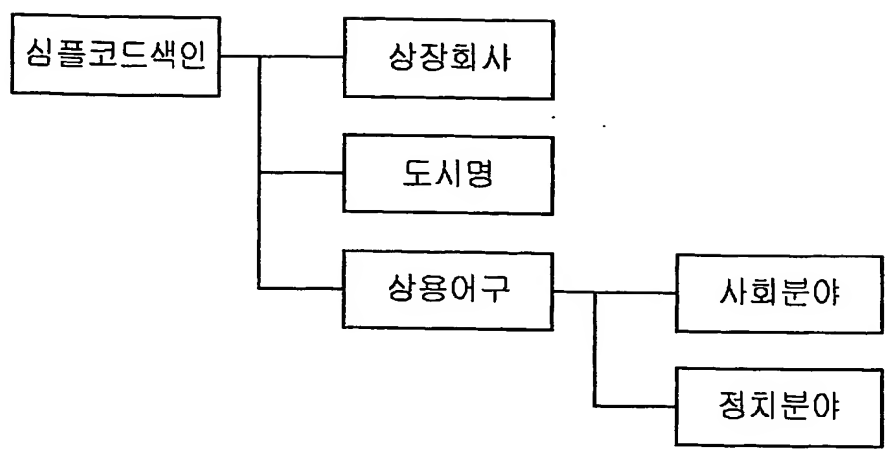 심플코드색인
상장회사
도시명
상용어구
사회분야
정치분야